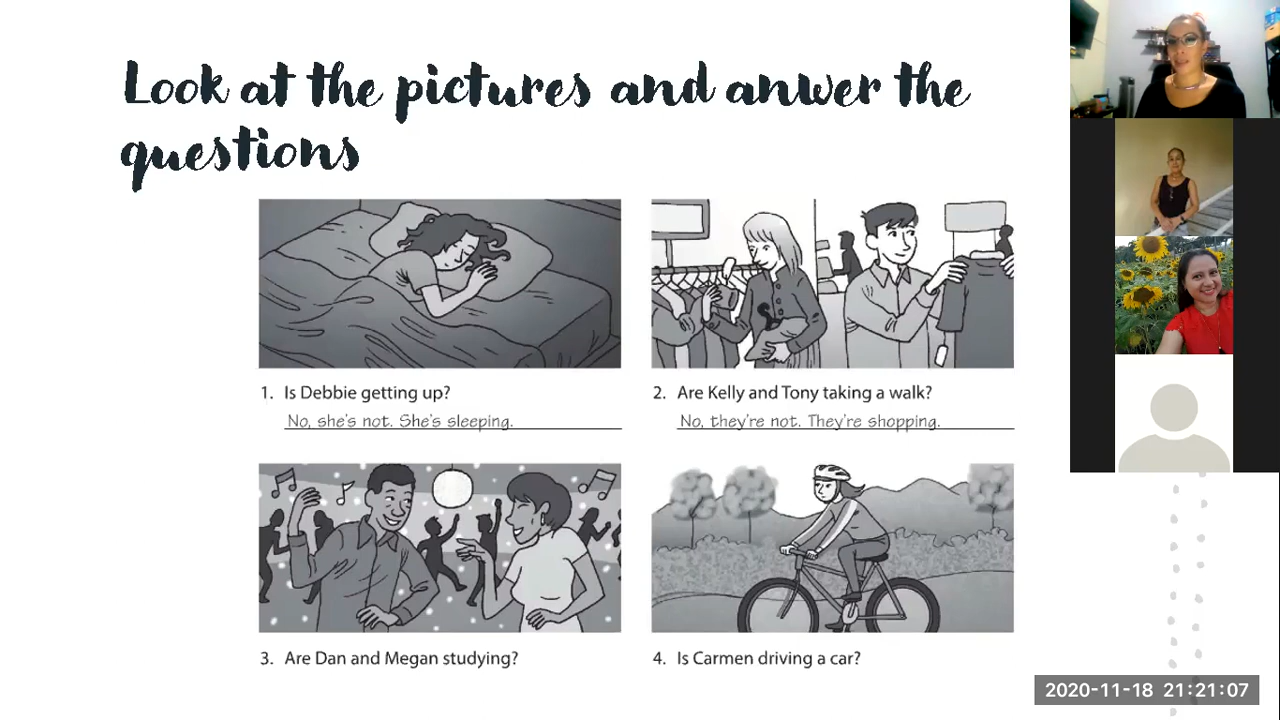 Look at the pictures and anwer the
questions
1. Is Debbie getting up?
No, she's not. She's sleeping.
2. Are Kelly and Tony taking a walk?
No, they're not. They're shopping.
3. Are Dan and Megan studying?
4. Is Carmen driving a car?
2020-11-18 21:21:07